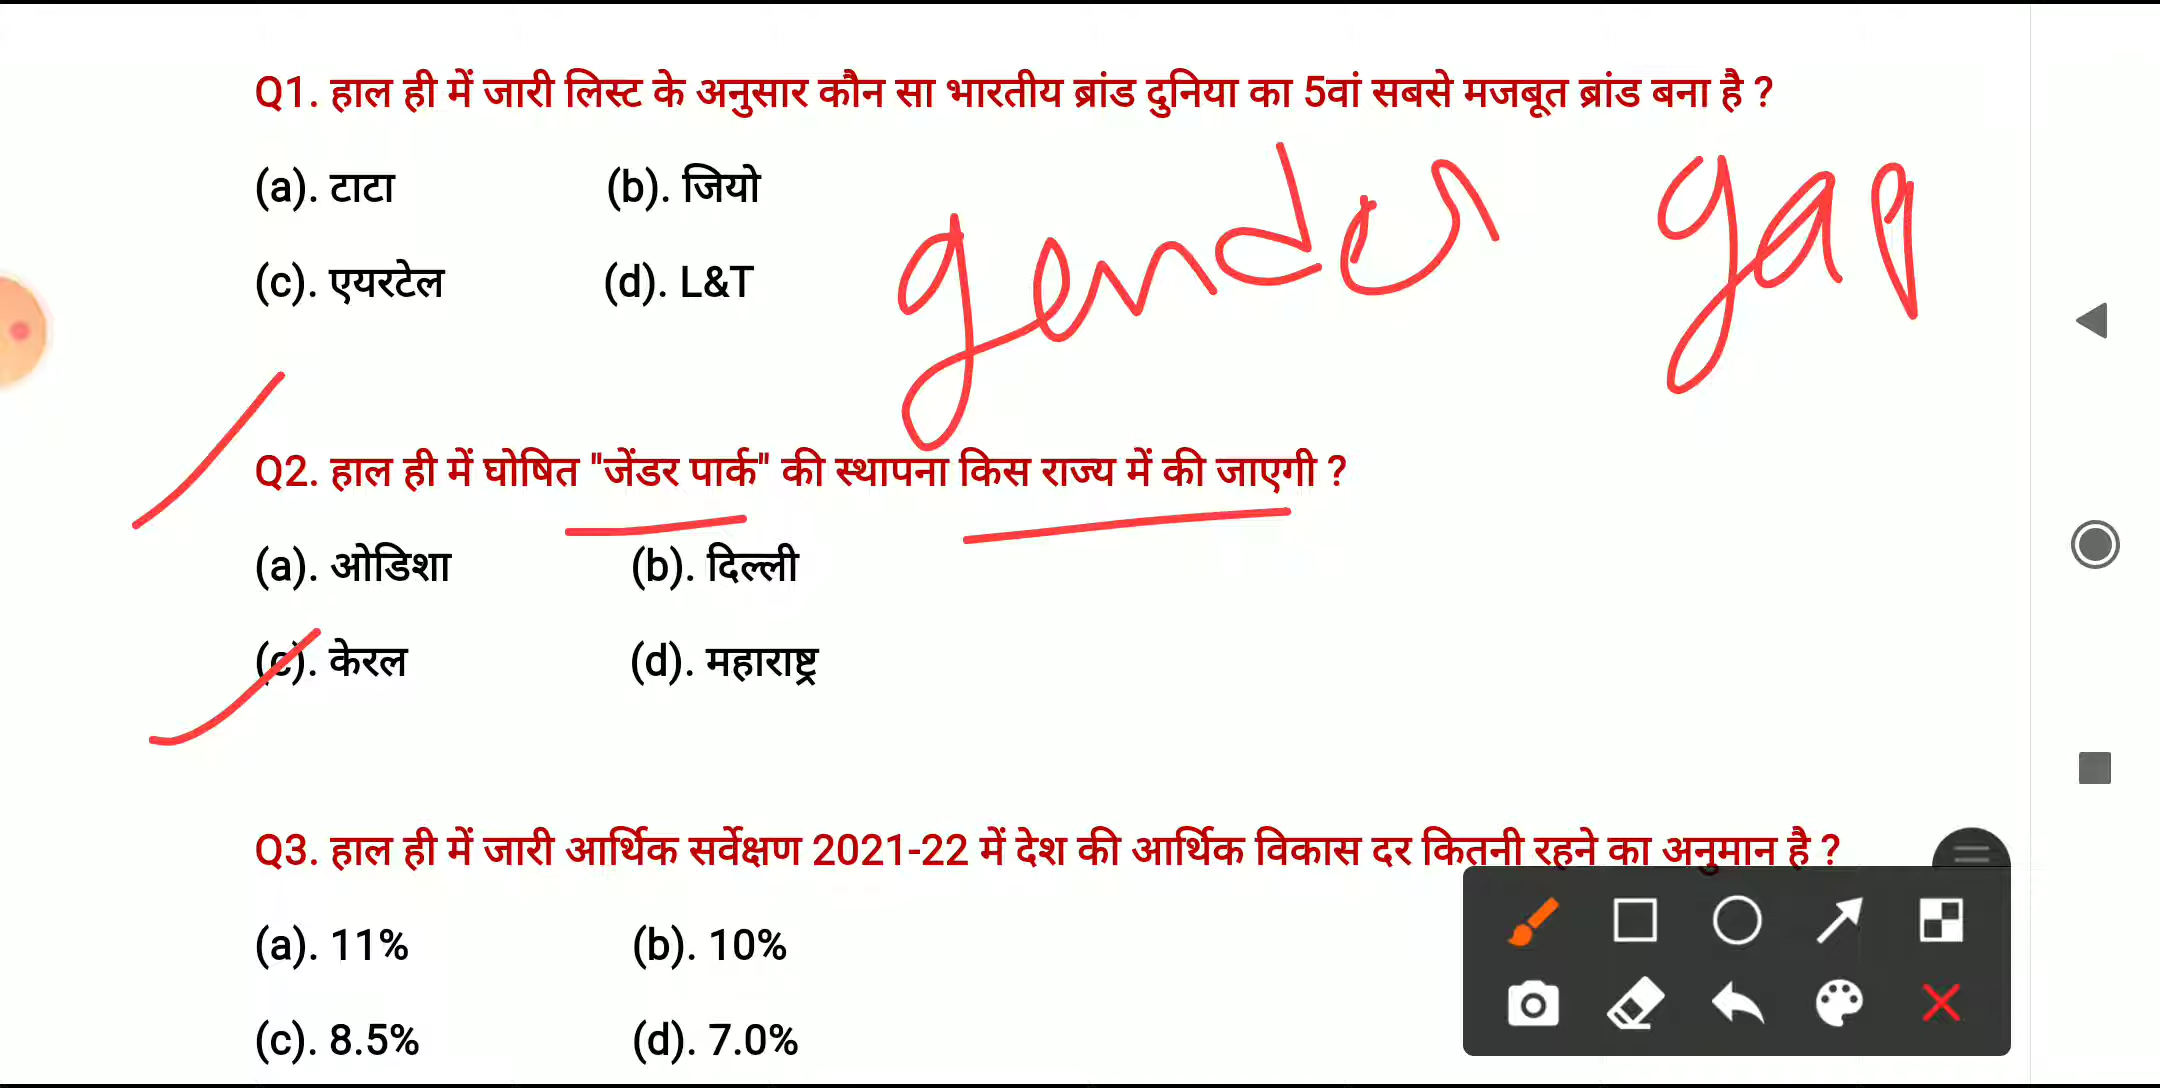 Q1. हाल ही में जारी लिस्ट के अनुसार कौन सा भारतीय ब्रांड दुनिया का 5वां सबसे मजबूत ब्रांड बना है ?
(a). टाटा (b). जियो
(c). एयरटेल (d). L&T
gender gap
Q2. हाल ही में घोषित "जेंडर पार्क" की स्थापना किस राज्य में की जाएगी ?
(a). ओडिशा (b). दिल्ली
(c). केरल (d). महाराष्ट्र
Q3. हाल ही में जारी आर्थिक सर्वेक्षण 2021-22 में देश की आर्थिक विकास दर कितनी रहने का अनुमान है ?
(a). 11% (b). 10%
(c). 8.5% (d). 7.0%